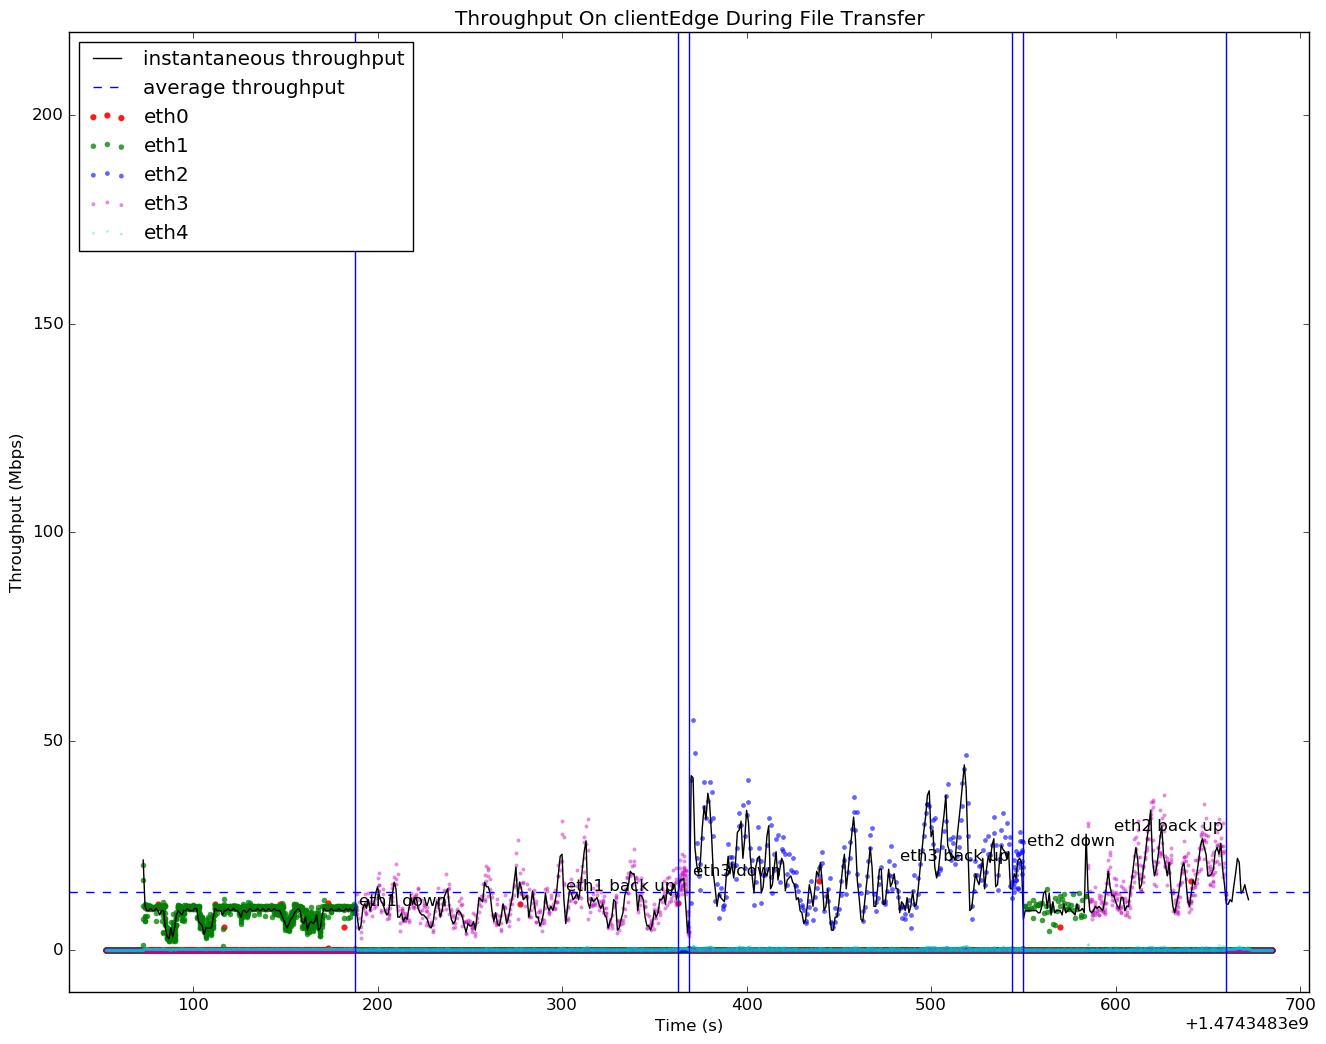 Throughput On clientEdge During File Transfer
instantaneous throughput
average throughput
eth0
eth1
eth2
eth3
eth4
200
150
100
50
0
Throughput (Mbps)
eth1 down
eth1 back up
eth3 down
eth3 back up
eth2 down
eth2 back up
100 200 300 400 500 600 700
Time (s)
+1.4743483e9